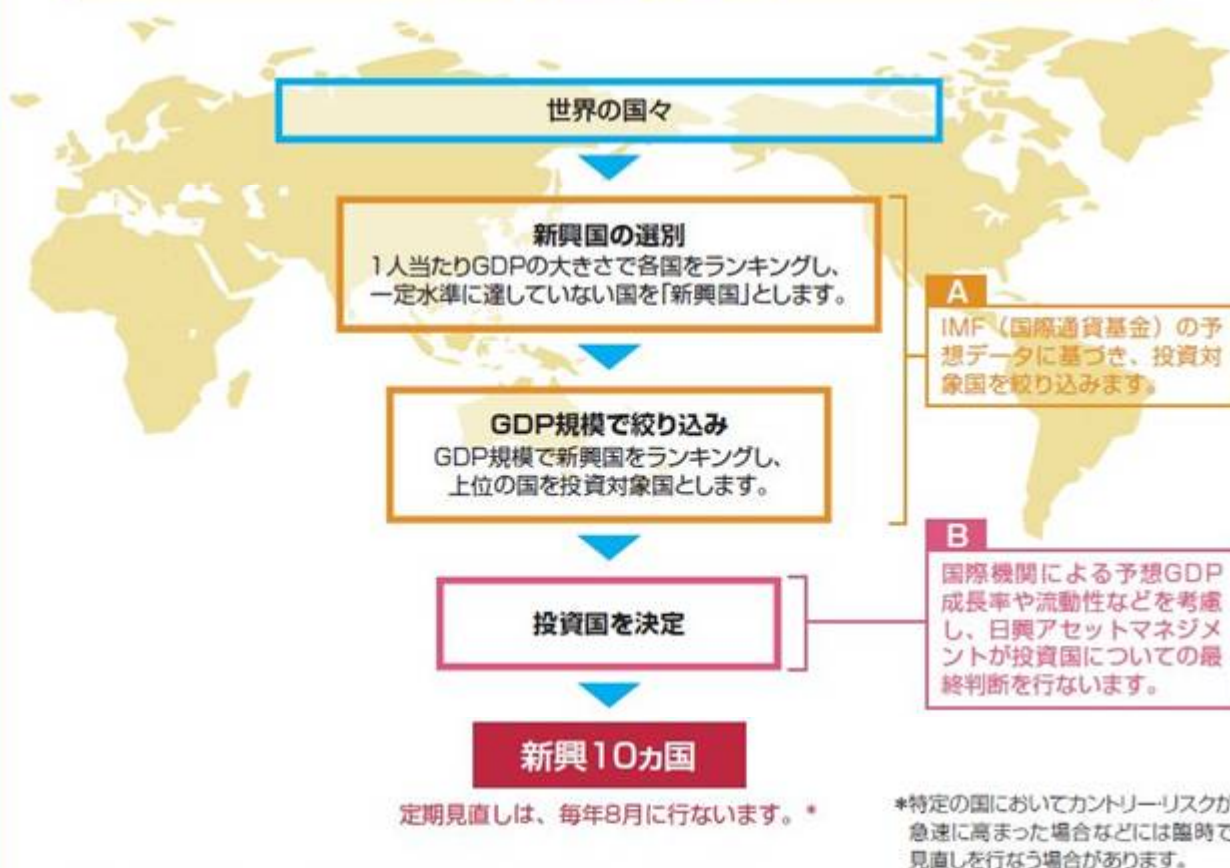 世界の国々
新興国の選別
1人当たりGDPの大きさで各国をランキングし、
一定水準に達していない国を「新興国」とします。
A
IMF（国際通貨基金）の予
想データに基づき、投資対
象国を絞り込みます。
GDP規模で絞り込み
GDP規模で新興国をランキングし、
上位の国を投資対象国とします。
B
国際機関による予想GDP
成長率や流動性などを考慮
し、日興アセットマネジメ
ントが投資国についての最
終判断を行ないます。
投資国を決定
新興10ヵ国
定期見直しは、毎年8月に行ないます。*
*特定の国においてカントリー・リスクが
急速に高まった場合などには臨時で
見直しを行なう場合があります。